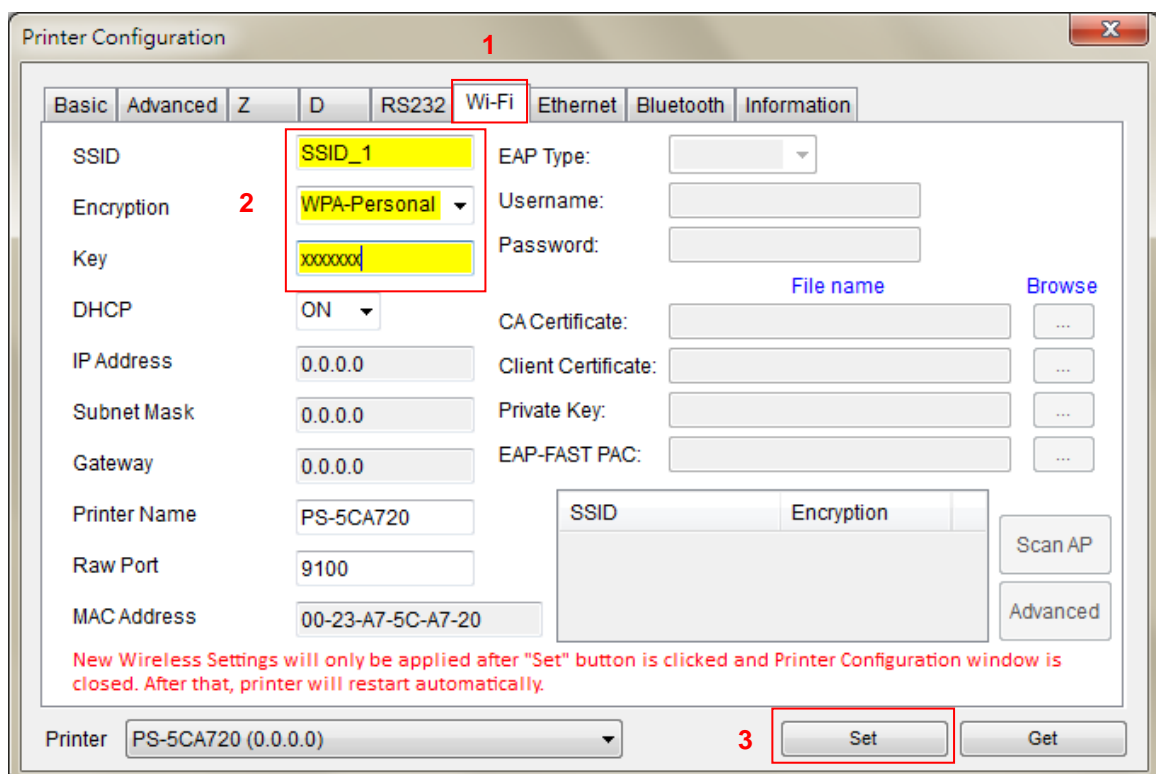 Printer Configuration
X
1
Basic Advanced Z D RS232 Wi-Fi Ethernet Bluetooth Information
SSID SSID_1 EAP Type:
2
Encryption WPA-Personal Username:
Key xxxxxxx Password:
File name Browse
DHCP ON CA Certificate: ...
IP Address 0.0.0.0 Client Certificate: ...
Subnet Mask 0.0.0.0 Private Key: ...
Gateway 0.0.0.0 EAP-FAST PAC: ...
Printer Name PS-5CA720 SSID Encryption
Scan AP
Raw Port 9100
MAC Address 00-23-A7-5C-A7-20 Advanced
New Wireless Settings will only be applied after "Set" button is clicked and Printer Configuration window is
closed. After that, printer will restart automatically.
Printer PS-5CA720 (0.0.0.0) 3 Set Get